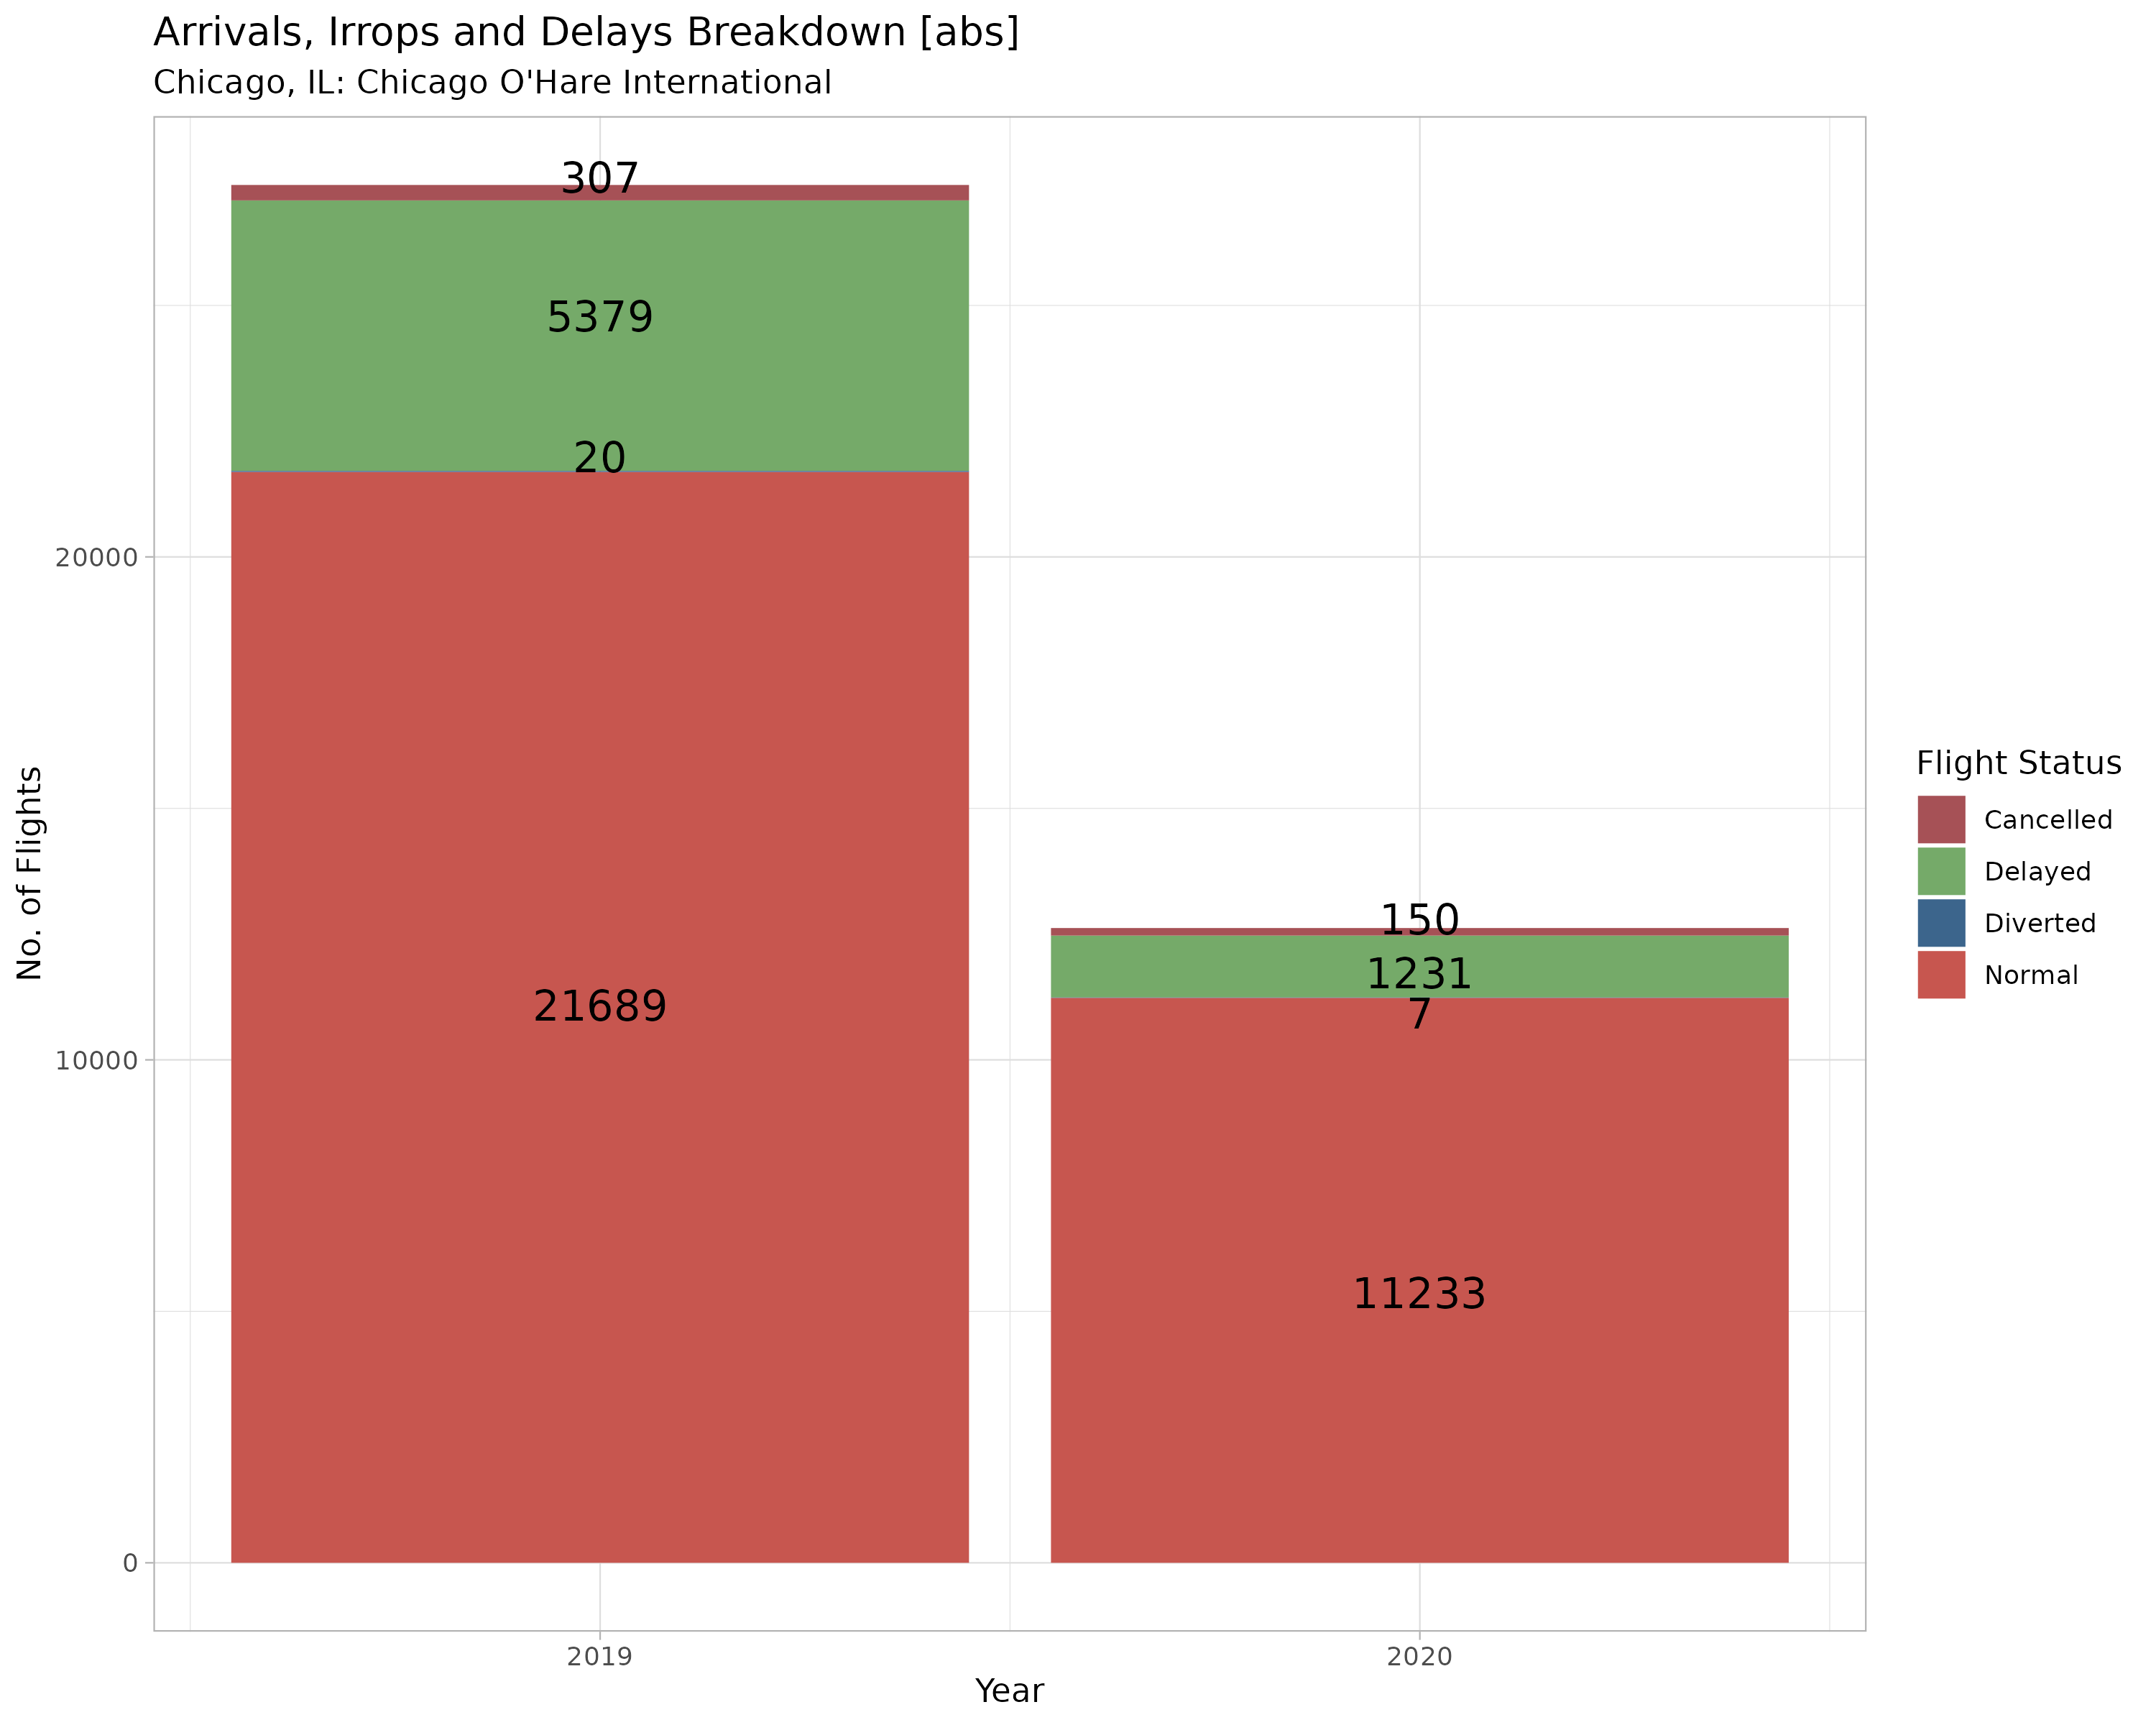 Arrivals, Irrops and Delays Breakdown [abs]
Chicago, IL: Chicago O'Hare International
307
5379
20
20000
No. of Flights
21689
10000
0
150
1231
7
11233
2019
2020
Year
Flight Status
Cancelled
Delayed
Diverted
Normal